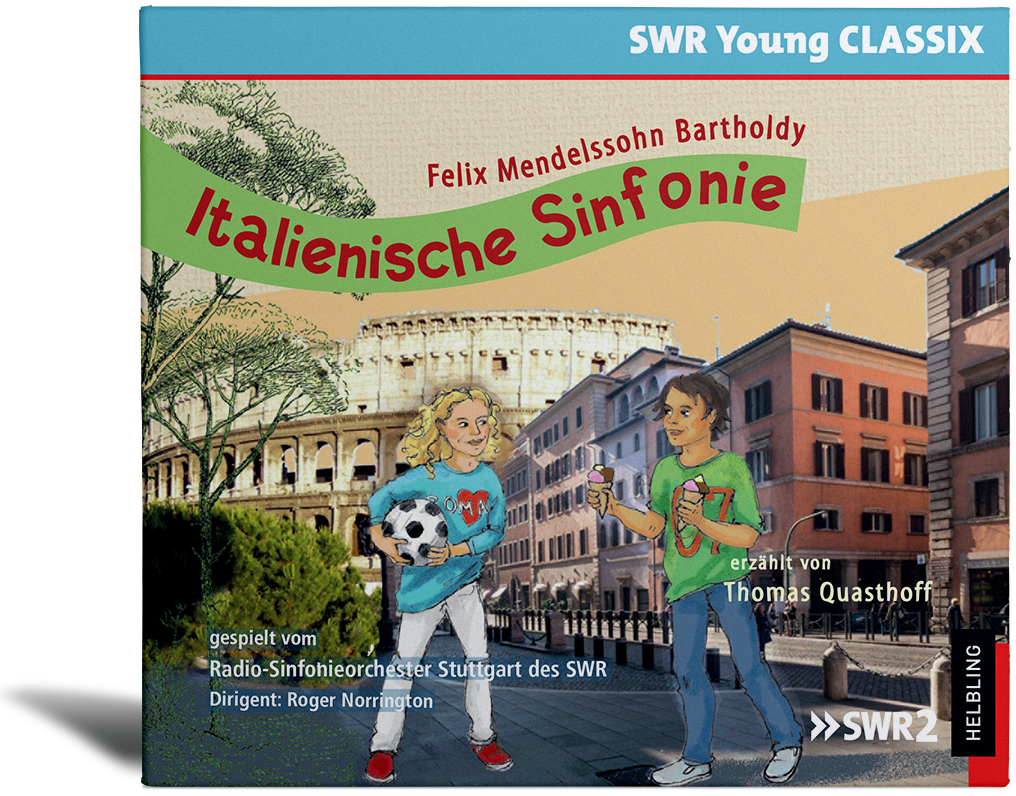 SWR Young CLASSIX
Felix Mendelssohn Bartholdy
Italienische Sinfonie
OMA
07
erzählt von
Thomas Quasthoff
gespielt vom
Radio-Sinfonieorchester Stuttgart des SWR
Dirigent: Roger Norrington
SWR2
HELBLING